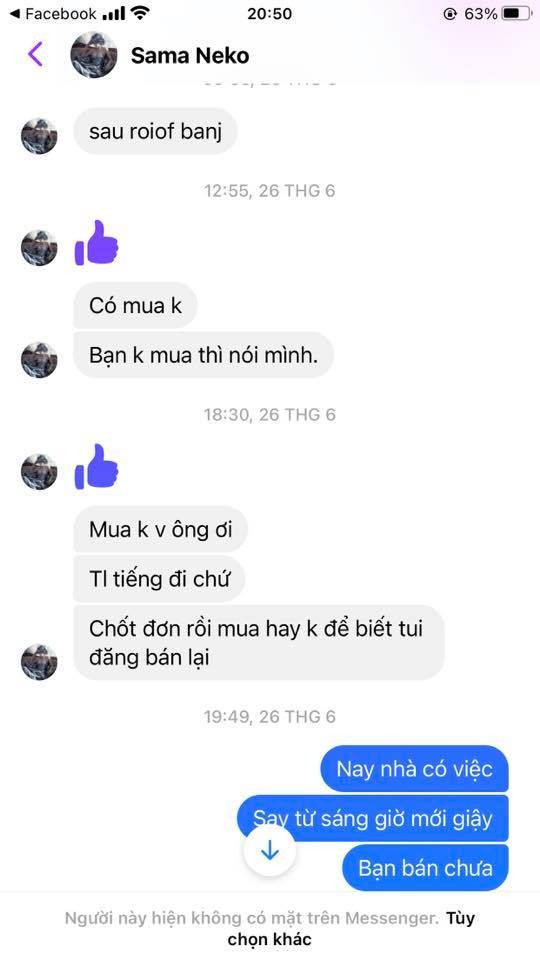 Facebook
20:50
63%
Sama Neko
sau roiof banj
12:55, 26 THG 6
Có mua k
Bạn k mua thì nói mình.
18:30, 26 THG 6
Mua k v ông ơi
Tl tiếng đi chứ
Chốt đơn rồi mua hay k để biết tui
đăng bán lại
19:49, 26 THG 6
Nay nhà có việc
Say từ sáng giờ mới giậy
Bạn bán chưa
Người này hiện không có mặt trên Messenger. Tùy
chọn khác